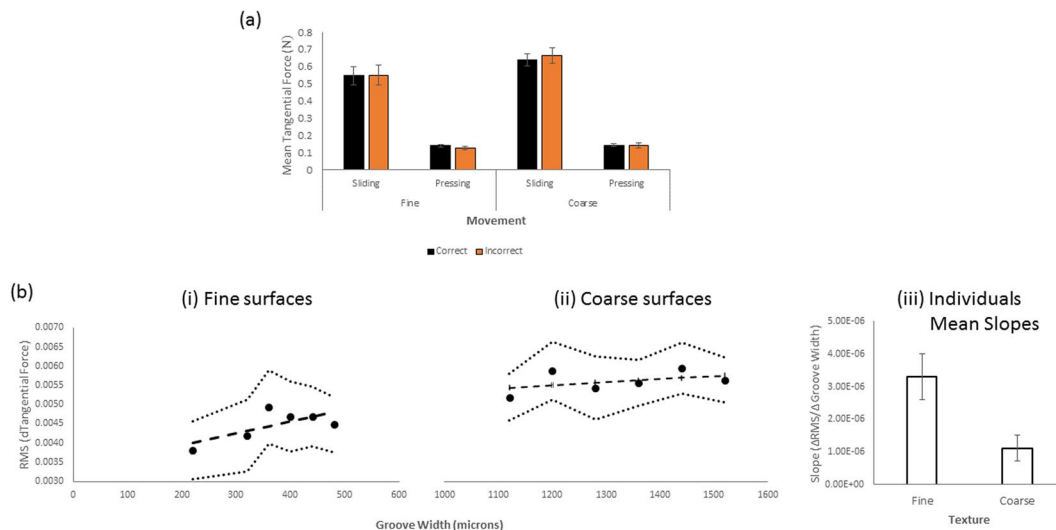 (a)
Mean Tangential Force (N)
0.8
0.7
0.6
0.5
0.4
0.3
0.2
0.1
0
Sliding Pressing Sliding Pressing
Fine Coarse
Movement
Correct Incorrect
(b)
(i) Fine surfaces
RMS (dTangential Force)
0.0070
0.0065
0.0060
0.0055
0.0050
0.0045
0.0040
0.0035
0.0030
0 100 200 300 400 500 600
(ii) Coarse surfaces
1000 1100 1200 1300 1400 1500 1600
Groove Width (microns)
(iii) Individuals
Mean Slopes
Slope (ΔRMS/Δ Groove Width)
5.00E-06
4.00E-06
3.00E-06
2.00E-06
1.00E-06
0.00E+00
Fine Coarse
Texture